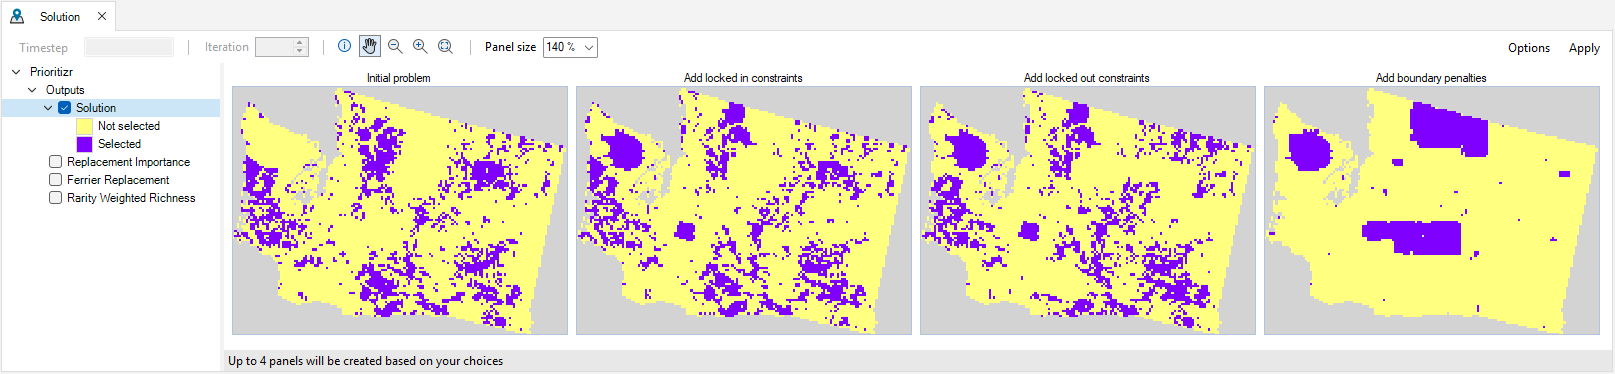 Solution
Timestep Iteration Panel size 140 % Options Apply
Prioritizr
Outputs
Solution
Not selected
Selected
Replacement Importance
Ferrier Replacement
Rarity Weighted Richness
Initial problem
Add locked in constraints
Add locked out constraints
Add boundary penalties
Up to 4 panels will be created based on your choices